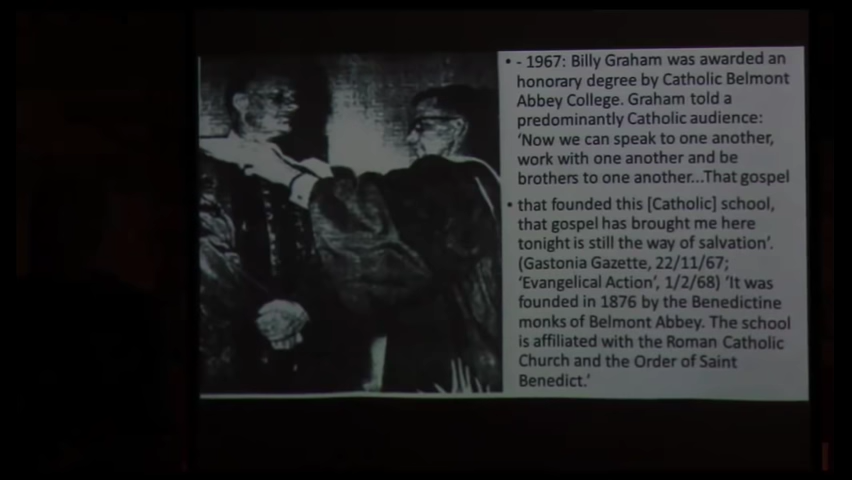 • - 1967: Billy Graham was awarded an
honorary degree by Catholic Belmont
Abbey College. Graham told a
predominantly Catholic audience:
'Now we can speak to one another,
work with one another and be
brothers to one another...That gospel
• that founded this [Catholic] school,
that gospel has brought me here
tonight is still the way of salvation'.
(Gastonia Gazette, 22/11/67;
'Evangelical Action', 1/2/68) 'It was
founded in 1876 by the Benedictine
monks of Belmont Abbey. The school
is affiliated with the Roman Catholic
Church and the Order of Saint
Benedict.'